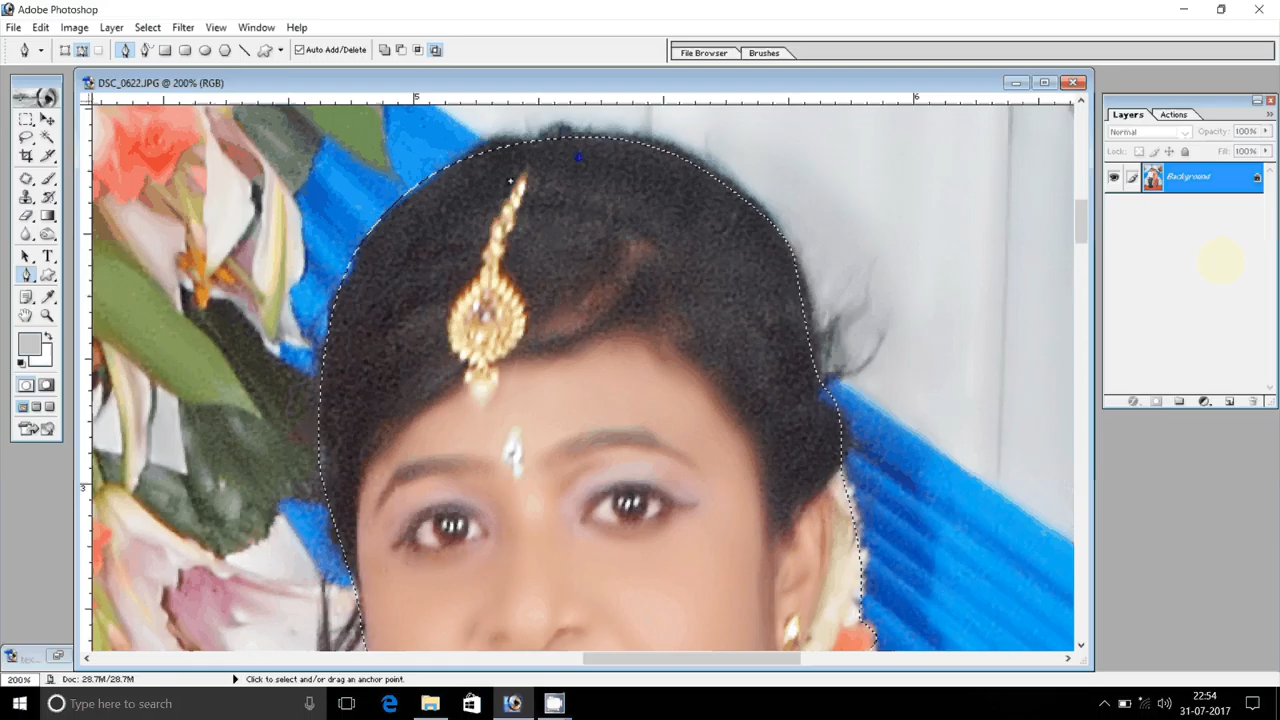 Adobe Photoshop
File Edit Image Layer Select Filter View Window Help
Auto Add/Delete
File Browser Brushes
DSC_0622.JPG @ 200% (RGB)
5 6
3
Layers Actions
Normal Opacity: 100%
Lock: Fill: 100%
Background
T
200% Doc: 28.7M/28.7M Click to select and/or drag an anchor point.
Type here to search
22:54
31-07-2017